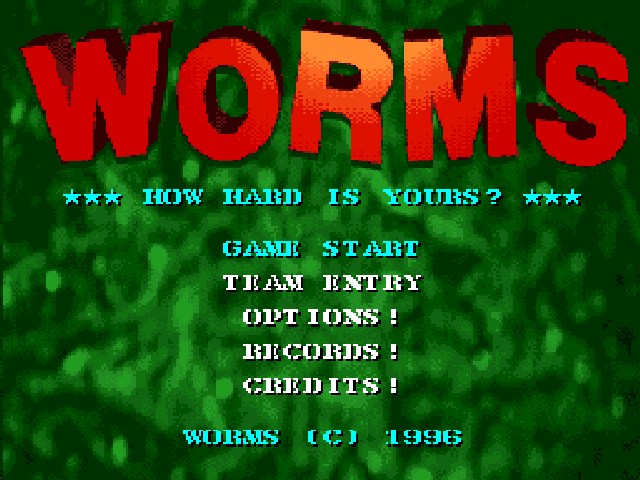 WORMS
★★★ HOW HARD IS YOURS? ★★★
GAME START
TEAM ENTRY
OPTIONS!
RECORDS!
CREDITS!
WORMS (C) 1996